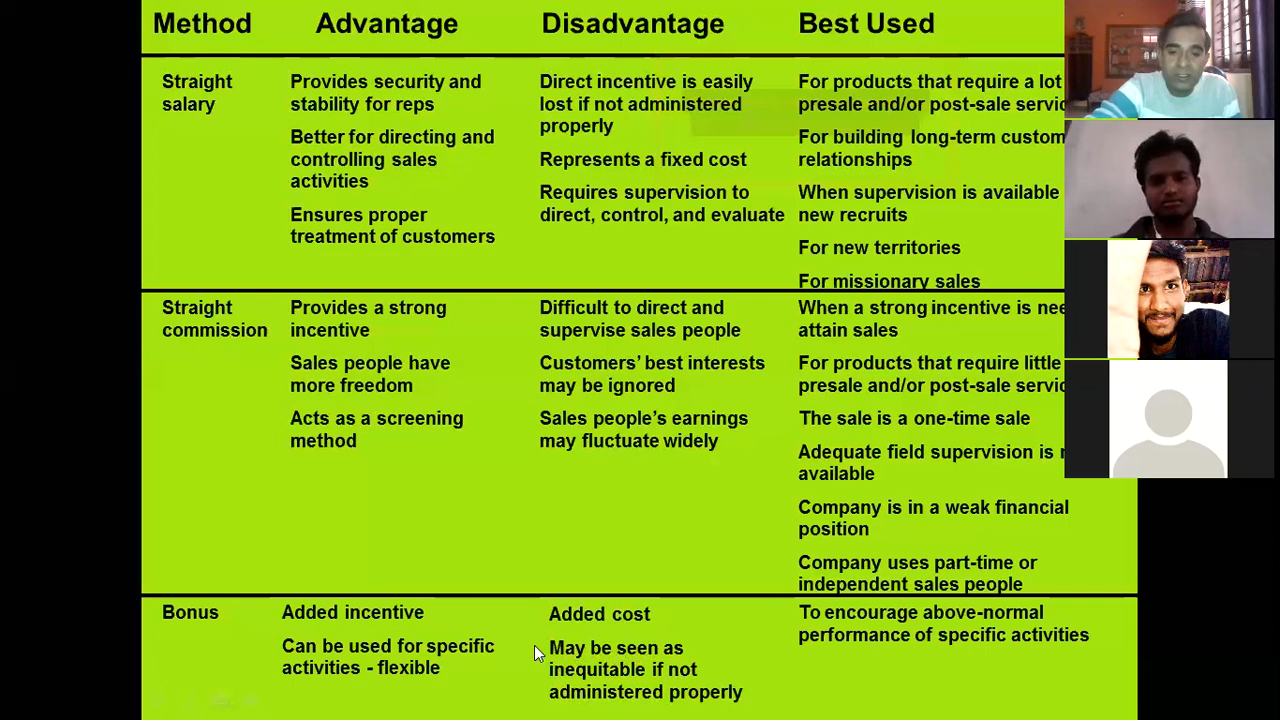 Method Advantage Disadvantage Best Used
Straight
salary
Provides security and
stability for reps
Better for directing and
controlling sales
activities
Ensures proper
treatment of customers
Direct incentive is easily
lost if not administered
properly
Represents a fixed cost
Requires supervision to
direct, control, and evaluate
For products that require a lot
presale and/or post-sale
For building long-term
relationships
When supervision is available
new recruits
For new territories
For missionary sales
Straight
commission
Provides a strong
incentive
Sales people have
more freedom
Acts as a screening
method
Difficult to direct and
supervise sales people
Customers' best interests
may be ignored
Sales people's earnings
may fluctuate widely
When a strong incentive is
attain sales
For products that require little
presale and/or post-sale
The sale is a one-time sale
Adequate field supervision is
available
Company is in a weak financial
position
Company uses part-time or
independent sales people
Bonus
Added incentive
Can be used for specific
activities - flexible
Added cost
May be seen as
inequitable if not
administered properly
To encourage above-normal
performance of specific activities